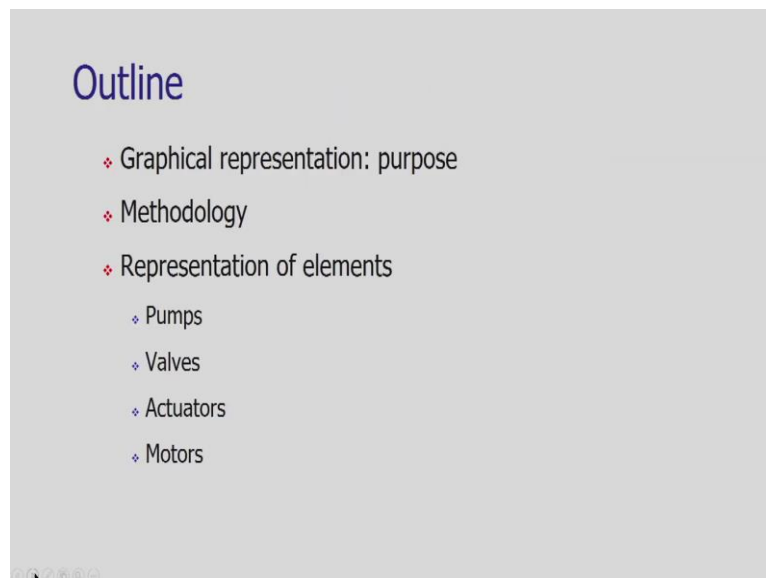 Outline
Graphical representation: purpose
Methodology
Representation of elements
Pumps
Valves
Actuators
Motors